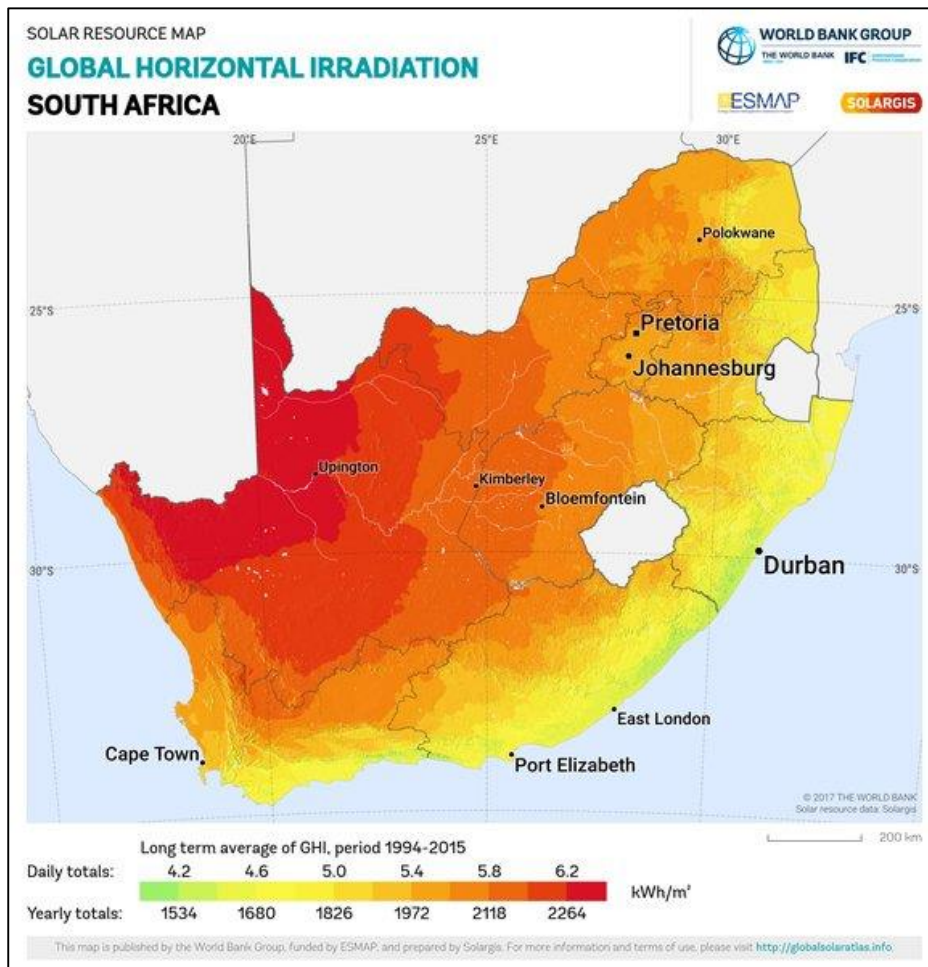 SOLAR RESOURCE MAP
GLOBAL HORIZONTAL IRRADIATION
SOUTH AFRICA
WORLD BANK GROUP
THE WORLD BANK IFC
ESMAP SOLARGIS
20°E 25°E 30°E
Polokwane
25°S 25°S
Pretoria
Johannesburg
Upington
Kimberley
Bloemfontein
Durban
30°S 30°S
East London
Cape Town
Port Elizabeth
© 2017 THE WORLD BANK
Solar resource data: Solargis
200 km
Long term average of GHI, period 1994-2015
Daily totals: 4.2 4.6 5.0 5.4 5.8 6.2
kWh/m²
Yearly totals: 1534 1680 1826 1972 2118 2264
This map is published by the World Bank Group, funded by ESMAP, and prepared by Solargis. For more information and terms of use, please visit http://globalsolaratlas.info.